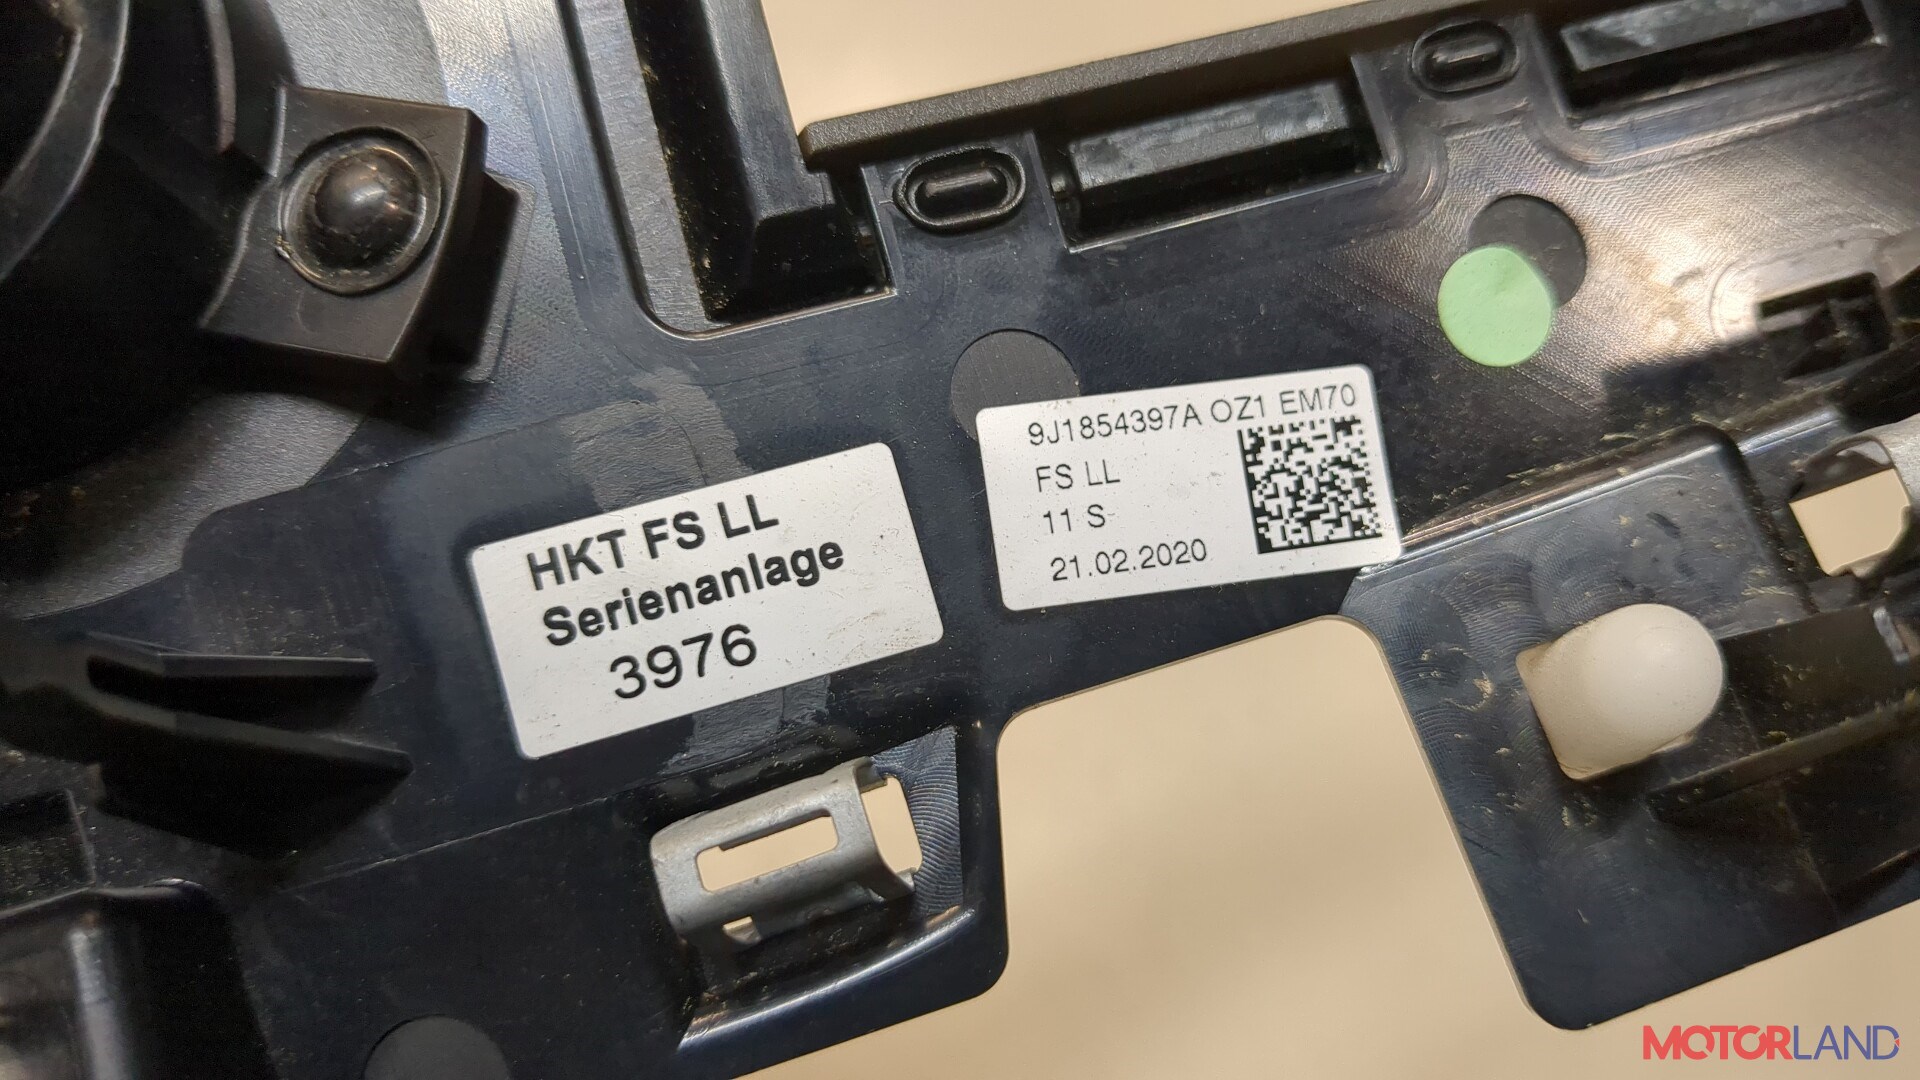 HKT FS LL
Serienanlage
3976
9J1854397A OZ1 EM70
FS LL
11 S
21.02.2020
MOTORLAND